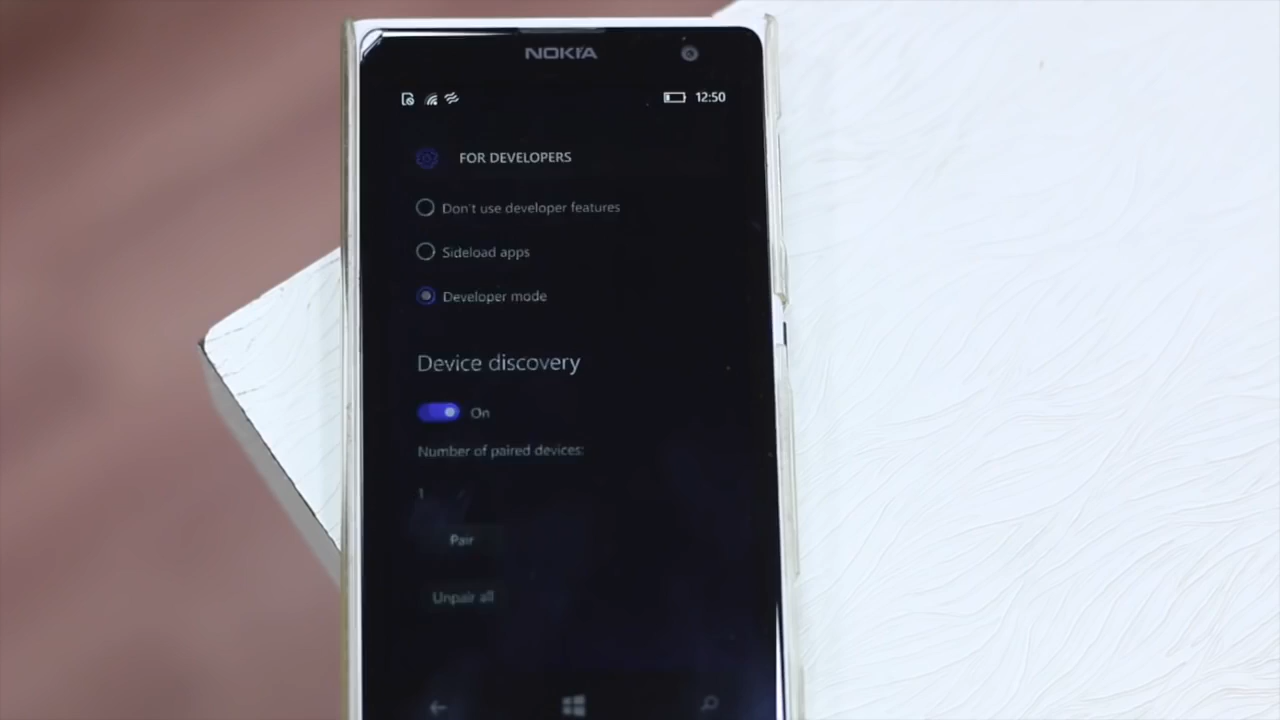 NOKIA
12:50
FOR DEVELOPERS
Don't use developer features
Sideload apps
Developer mode
Device discovery
On
Number of paired devices:
1
Pair
Unpair all